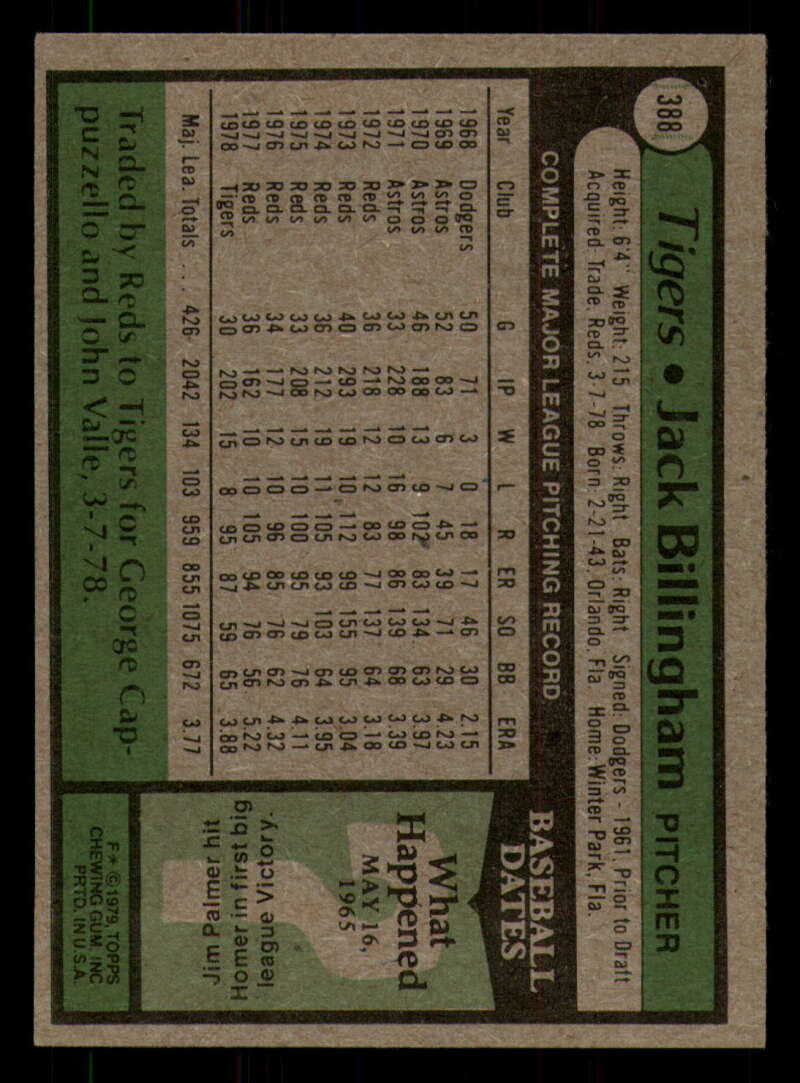 388
Tigers • Jack Billingham PITCHER
Height: 6'4" Weight: 215 Throws: Right Bats: Right Signed: Dodgers - 1961, Prior to Draft
Acquired: Trade, Reds, 3-7-78 Born: 2-21-43, Orlando, Fla Home: Winter Park, Fla.
COMPLETE MAJOR LEAGUE PITCHING RECORD
Year Club G IP W L R ER SO BB ERA
1968 Dodgers 50 71 3 0 18 17 46 30 2.15
1969 Astros 52 83 6 7 45 39 71 29 4.23
1970 Astros 46 188 13 9 102 83 134 63 3.97
1971 Astros 33 228 10 16 98 86 139 68 3.39
1972 Reds 36 218 12 12 83 77 137 64 3.18
1973 Reds 40 293 19 10 112 99 155 95 3.04
1974 Reds 36 212 19 11 105 93 103 64 3.95
1975 Reds 33 208 15 10 100 95 79 76 4.11
1976 Reds 34 177 12 10 96 85 76 62 4.32
1977 Reds 36 162 10 10 105 94 76 56 5.22
1978 Tigers 30 202 15 8 95 87 59 65 3.88
Maj. Lea. Totals . . . 426 2042 134 103 959 855 1075 672 3.77
Traded by Reds to Tigers for George Cap-
puzzello and John Valle, 3-7-78.
BASEBALL
DATES
What
Happened
MAY 16,
1965
?
Jim Palmer hit
Homer in first big
league Victory.
F* © 1979, TOPPS
CHEWING GUM, INC
PRTD. IN U.S.A.